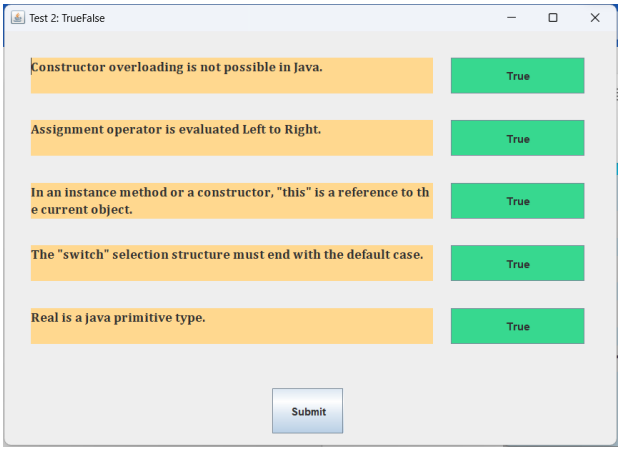 Test 2: TrueFalse
Constructor overloading is not possible in Java.
True
Assignment operator is evaluated Left to Right.
True
In an instance method or a constructor, "this" is a reference to th
e current object.
True
The "switch" selection structure must end with the default case.
True
Real is a java primitive type.
True
Submit